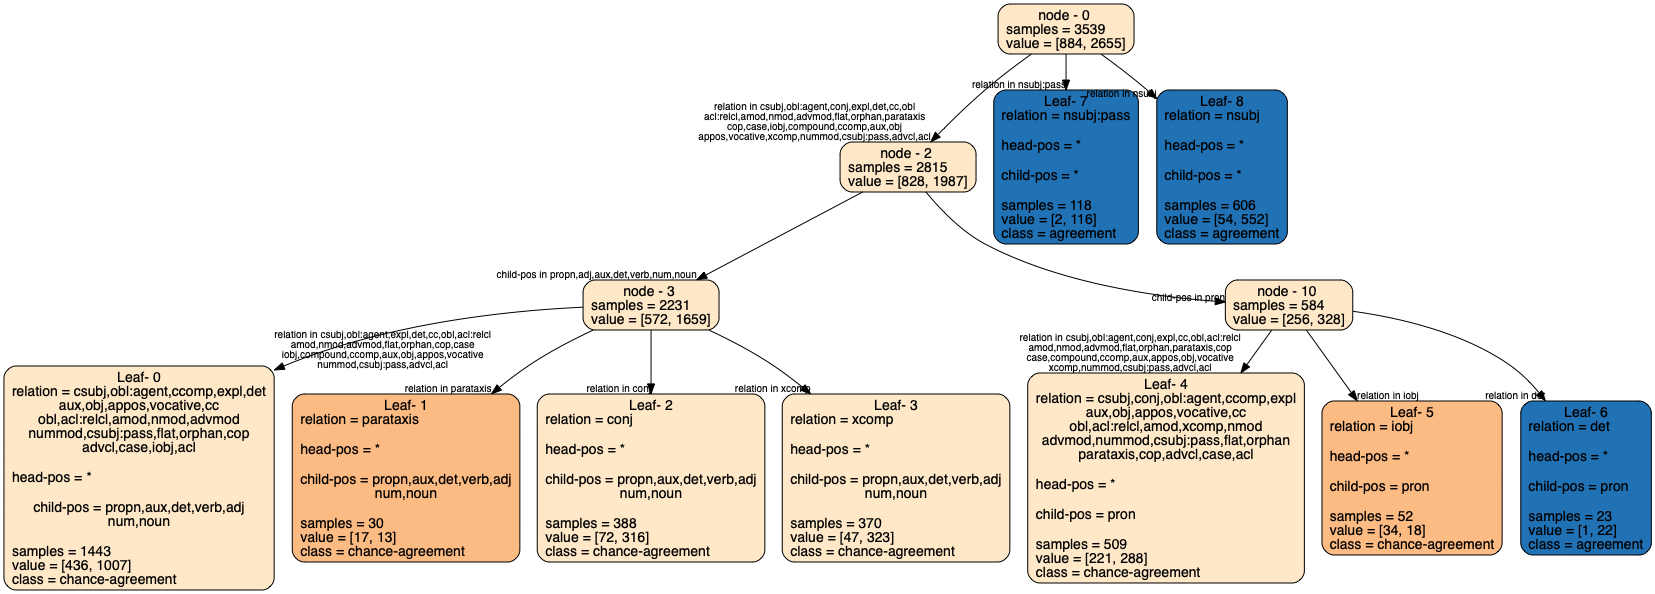 node - 0
samples = 3539
value = [884, 2655]
relation in nsubj:pass
relation in nsubj
relation in csubj,obl:agent,conj,expl,det,cc,obl
acl:relcl,amod,nmod,advmod,flat,orphan,parataxis
cop,case,iobj,compound,ccomp,aux,obj
appos,vocative,xcomp,nummod,csubj:pass,advcl,acl
Leaf- 7
relation = nsubj:pass
head-pos = *
child-pos = *
samples = 118
value = [2, 116]
class = agreement
Leaf- 8
relation = nsubj
head-pos = *
child-pos = *
samples = 606
value = [54, 552]
class = agreement
node - 2
samples = 2815
value = [828, 1987]
child-pos in propn,adj,aux,det,verb,num,noun
child-pos in pron
node - 3
samples = 2231
value = [572, 1659]
node - 10
samples = 584
value = [256, 328]
relation in csubj,obl:agent,expl,det,cc,obl,acl:relcl
amod,nmod,advmod,flat,orphan,cop,case
iobj,compound,ccomp,aux,obj,appos,vocative
nummod,csubj:pass,advcl,acl
relation in parataxis
relation in conj
relation in xcomp
relation in csubj,obl:agent,conj,expl,cc,obl,acl:relcl
amod,nmod,advmod,flat,orphan,parataxis,cop
case,compound,ccomp,aux,appos,obj,vocative
xcomp,nummod,csubj:pass,advcl,acl
relation in iobj
relation in det
Leaf- 0
relation = csubj,obl:agent,ccomp,expl,det
aux,obj,appos,vocative,cc
obl,acl:relcl,amod,nmod,advmod
nummod,csubj:pass,flat,orphan,cop
advcl,case,iobj,acl
head-pos = *
child-pos = propn,aux,det,verb,adj
num,noun
samples = 1443
value = [436, 1007]
class = chance-agreement
Leaf- 1
relation = parataxis
head-pos = *
child-pos = propn,aux,det,verb,adj
num,noun
samples = 30
value = [17, 13]
class = chance-agreement
Leaf- 2
relation = conj
head-pos = *
child-pos = propn,aux,det,verb,adj
num,noun
samples = 388
value = [72, 316]
class = chance-agreement
Leaf- 3
relation = xcomp
head-pos = *
child-pos = propn,aux,det,verb,adj
num,noun
samples = 370
value = [47, 323]
class = chance-agreement
Leaf- 4
relation = csubj,conj,obl:agent,ccomp,expl
aux,obj,appos,vocative,cc
obl,acl:relcl,amod,xcomp,nmod
advmod,nummod,csubj:pass,flat,orphan
parataxis,cop,advcl,case,acl
head-pos = *
child-pos = pron
samples = 509
value = [221, 288]
class = chance-agreement
Leaf- 5
relation = iobj
head-pos = *
child-pos = pron
samples = 52
value = [34, 18]
class = chance-agreement
Leaf- 6
relation = det
head-pos = *
child-pos = pron
samples = 23
value = [1, 22]
class = agreement